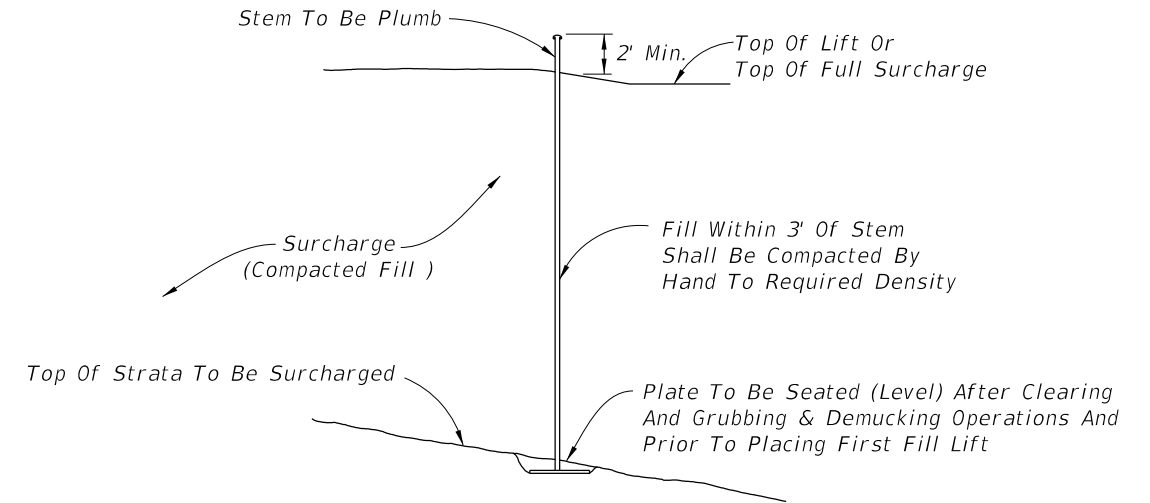 Stem To Be Plumb
2' Min.
Top Of Lift Or
Top Of Full Surcharge
Surcharge
(Compacted Fill )
Fill Within 3' Of Stem
Shall Be Compacted By
Hand To Required Density
Top Of Strata To Be Surcharged
Plate To Be Seated (Level) After Clearing
And Grubbing & Demucking Operations And
Prior To Placing First Fill Lift